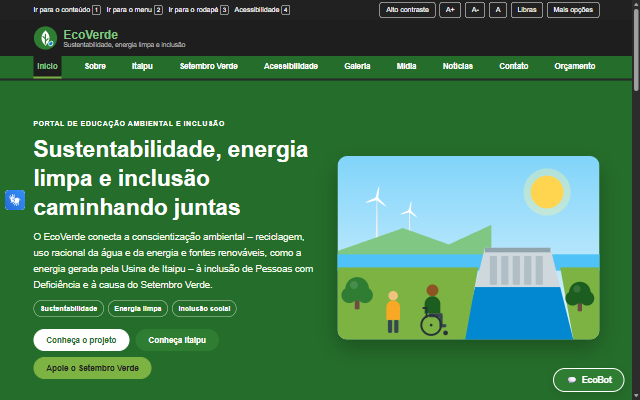 Ir para o conteúdo 1 Ir para o menu 2 Ir para o rodapé 3 Acessibilidade 4
Alto contraste A+ A- A Libras Mais opções
EcoVerde
Sustentabilidade, energia limpa e inclusão
Início Sobre Itaipu Setembro Verde Acessibilidade Galeria Mídia Notícias Contato Orçamento
PORTAL DE EDUCAÇÃO AMBIENTAL E INCLUSÃO
Sustentabilidade, energia
limpa e inclusão
caminhando juntas
O EcoVerde conecta a conscientização ambiental – reciclagem,
uso racional da água e da energia e fontes renováveis, como a
energia gerada pela Usina de Itaipu – à inclusão de Pessoas com
Deficiência e à causa do Setembro Verde.
Sustentabilidade Energia limpa Inclusão social
Conheça o projeto Conheça Itaipu
Apoie o Setembro Verde
EcoBot